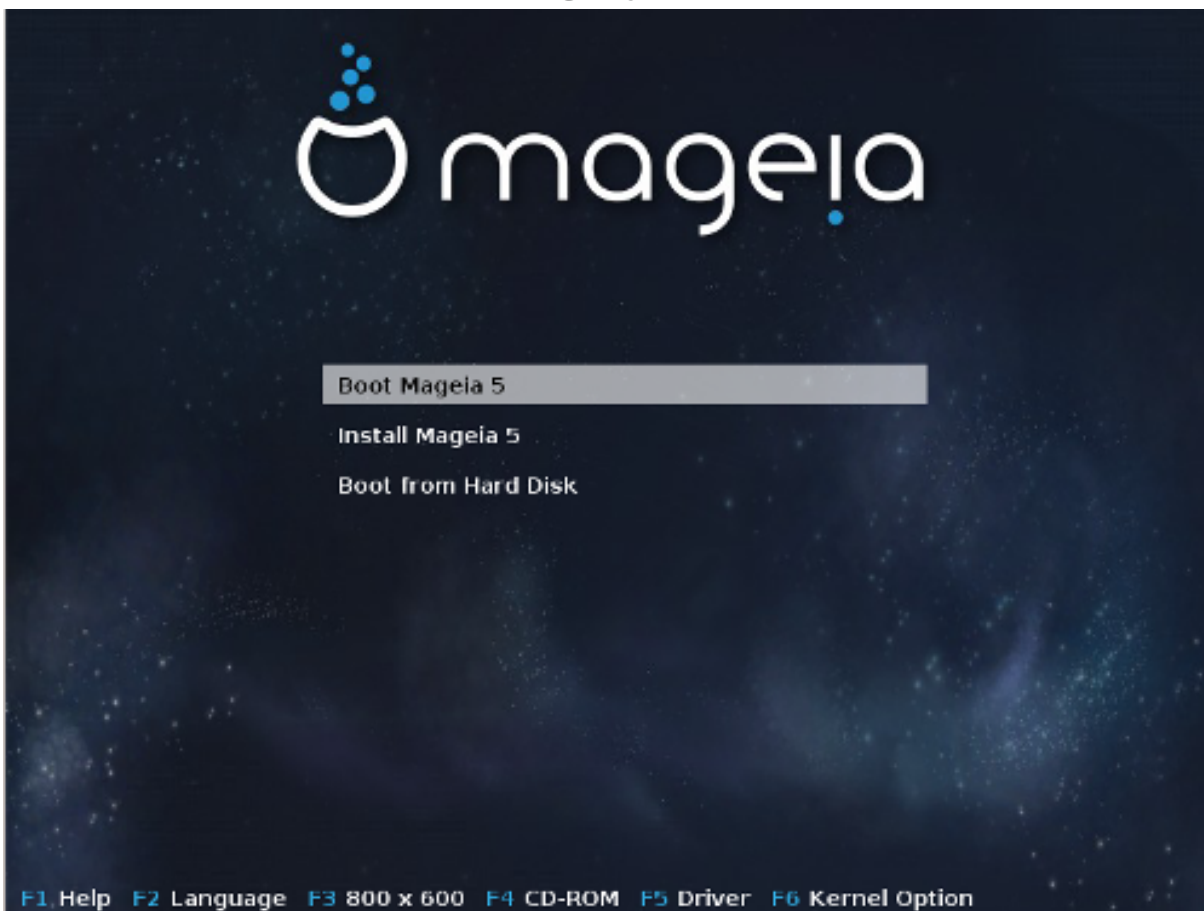 mageia
Boot Mageia 5
Install Mageia 5
Boot from Hard Disk
F1 Help F2 Language F3 800 x 600 F4 CD-ROM F5 Driver F6 Kernel Option